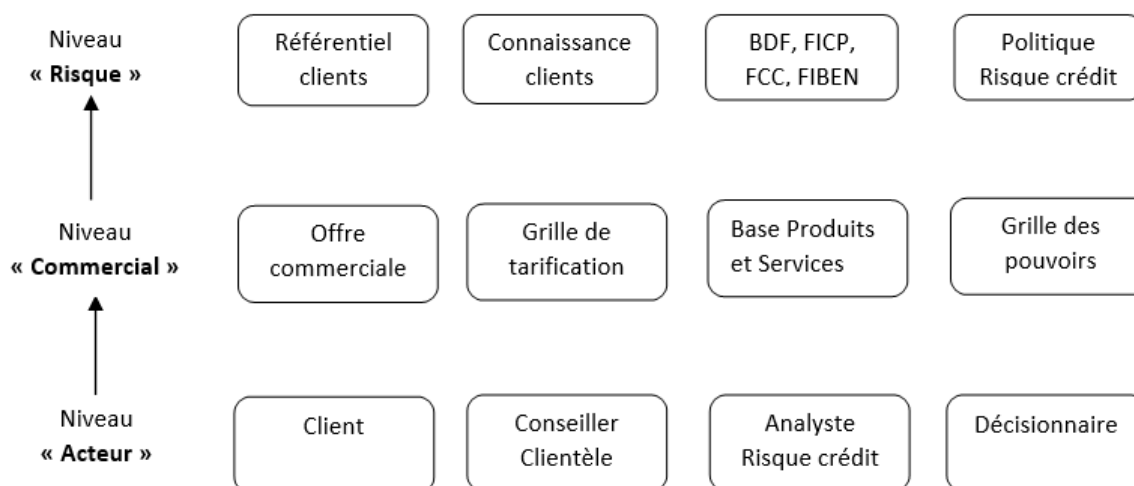 Niveau
« Risque »
Référentiel
clients
Connaissance
clients
BDF, FICP,
FCC, FIBEN
Politique
Risque crédit
Niveau
« Commercial »
Offre
commerciale
Grille de
tarification
Base Produits
et Services
Grille des
pouvoirs
Niveau
« Acteur »
Client
Conseiller
Clientèle
Analyste
Risque crédit
Décisionnaire